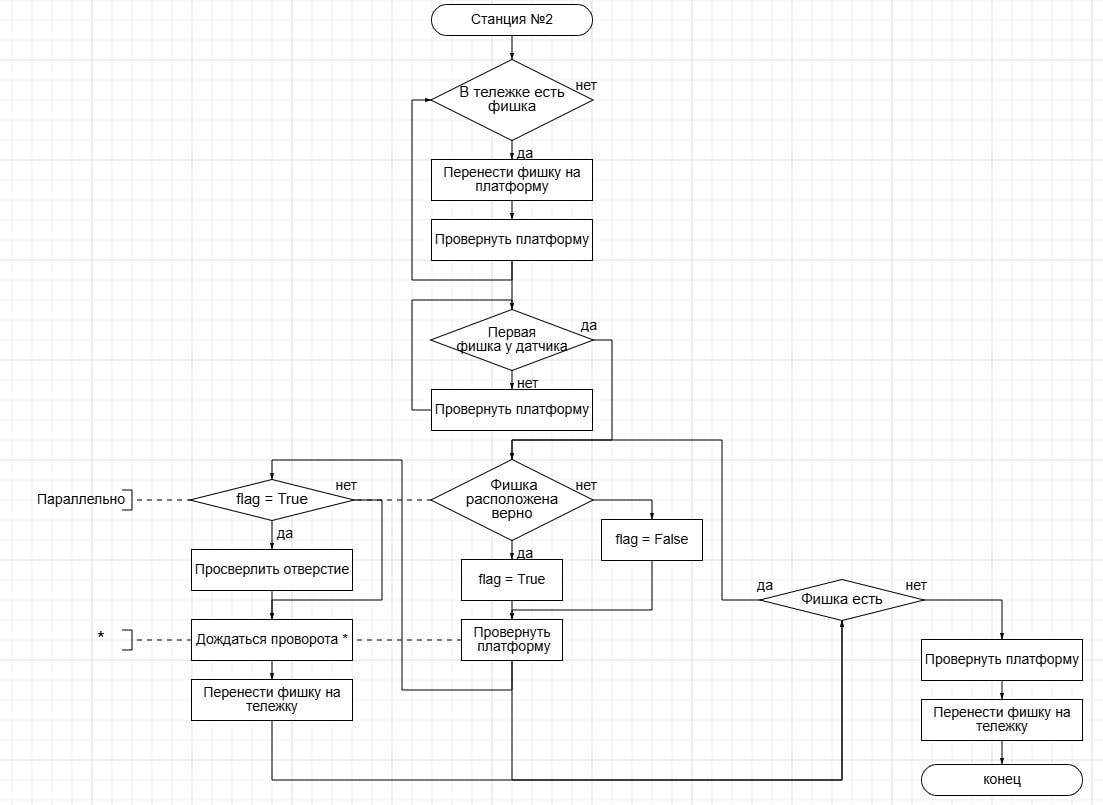 Станция №2
В тележке есть
фишка
нет
да
Перенести фишку на
платформу
Провернуть платформу
Первая
фишка у датчика
да
нет
Провернуть платформу
Параллельно
flag = True
нет
да
Просверлить отверстие
*
Дождаться проворота *
Перенести фишку на
тележку
Фишка
расположена
верно
нет
да
flag = False
flag = True
Провернуть
платформу
да
Фишка есть
нет
Провернуть платформу
Перенести фишку на
тележку
конец